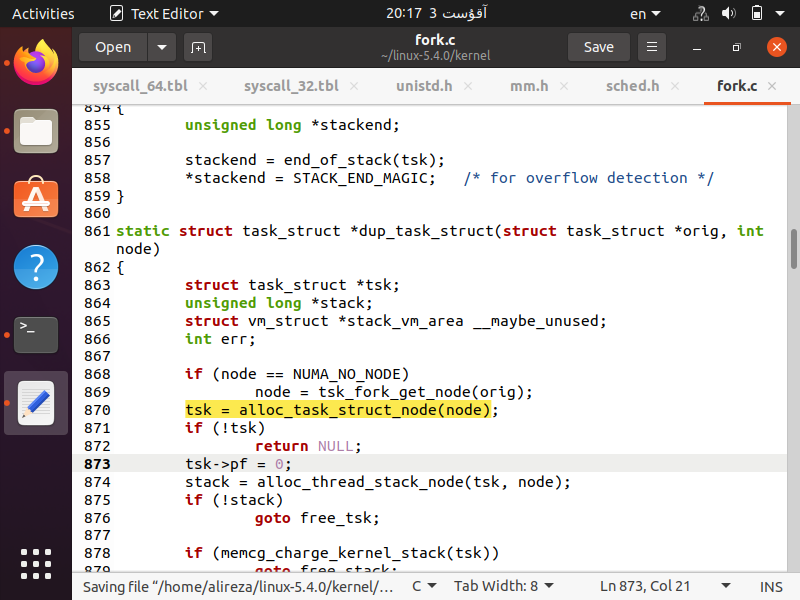 Activities Text Editor 20:17 3 آقۇست en
Open fork.c ~/linux-5.4.0/kernel Save
syscall_64.tbl syscall_32.tbl unistd.h mm.h sched.h fork.c
854 {
855 unsigned long *stackend;
856
857 stackend = end_of_stack(tsk);
858 *stackend = STACK_END_MAGIC; /* for overflow detection */
859 }
860
861 static struct task_struct *dup_task_struct(struct task_struct *orig, int
node)
862 {
863 struct task_struct *tsk;
864 unsigned long *stack;
865 struct vm_struct *stack_vm_area __maybe_unused;
866 int err;
867
868 if (node == NUMA_NO_NODE)
869 node = tsk_fork_get_node(orig);
870 tsk = alloc_task_struct_node(node);
871 if (!tsk)
872 return NULL;
873 tsk->pf = 0;
874 stack = alloc_thread_stack_node(tsk, node);
875 if (!stack)
876 goto free_tsk;
877
878 if (memcg_charge_kernel_stack(tsk))
879 goto free_stack;
Saving file “/home/alireza/linux-5.4.0/kernel/… C Tab Width: 8 Ln 873, Col 21 INS